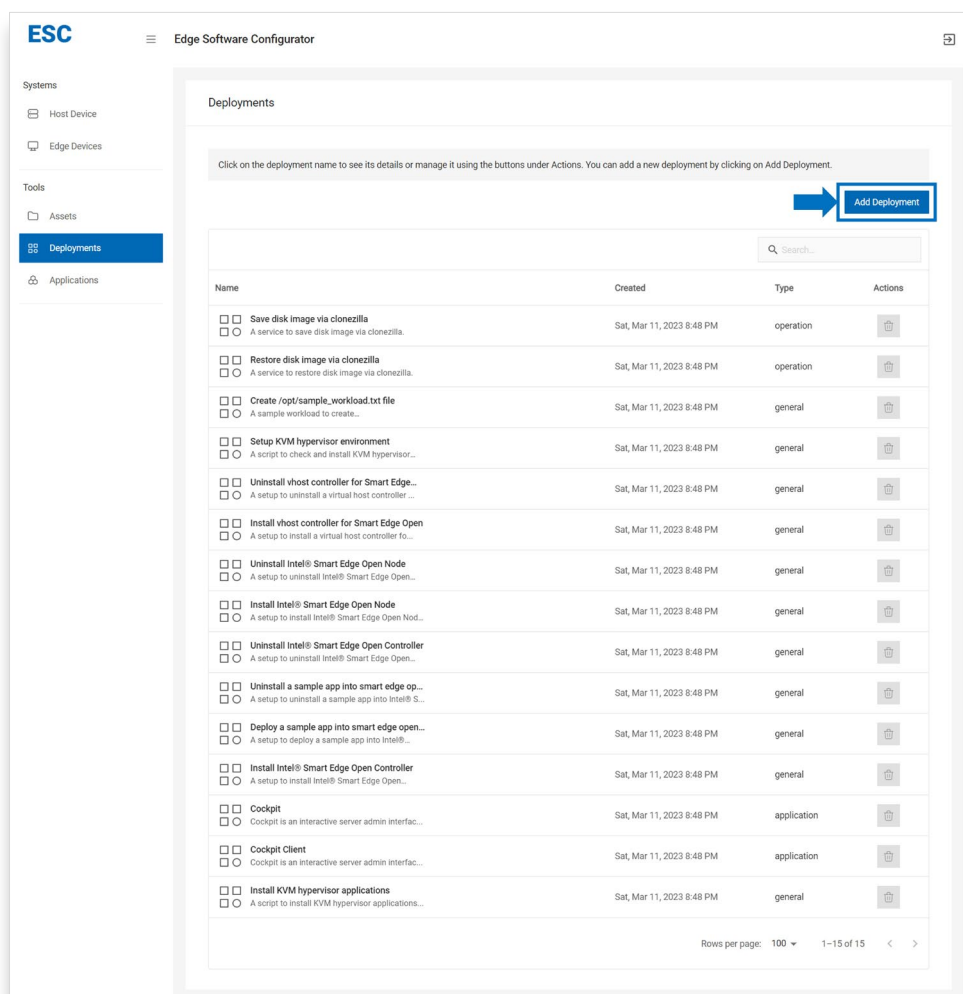 ESC
Edge Software Configurator
Systems
Host Device
Edge Devices
Tools
Assets
Deployments
Applications
Deployments
Click on the deployment name to see its details or manage it using the buttons under Actions. You can add a new deployment by clicking on Add Deployment.
Add Deployment
Search...
Name Created Type Actions
Save disk image via clonezilla
A service to save disk image via clonezilla.
Sat, Mar 11, 2023 8:48 PM operation
Restore disk image via clonezilla
A service to restore disk image via clonezilla.
Sat, Mar 11, 2023 8:48 PM operation
Create /opt/sample_workload.txt file
A sample workload to create...
Sat, Mar 11, 2023 8:48 PM general
Setup KVM hypervisor environment
A script to check and install KVM hypervisor...
Sat, Mar 11, 2023 8:48 PM general
Uninstall vhost controller for Smart Edge...
A setup to uninstall a virtual host controller ...
Sat, Mar 11, 2023 8:48 PM general
Install vhost controller for Smart Edge Open
A setup to install a virtual host controller fo...
Sat, Mar 11, 2023 8:48 PM general
Uninstall Intel® Smart Edge Open Node
A setup to uninstall Intel® Smart Edge Open...
Sat, Mar 11, 2023 8:48 PM general
Install Intel® Smart Edge Open Node
A setup to install Intel® Smart Edge Open Nod...
Sat, Mar 11, 2023 8:48 PM general
Uninstall Intel® Smart Edge Open Controller
A setup to uninstall Intel® Smart Edge Open...
Sat, Mar 11, 2023 8:48 PM general
Uninstall a sample app into smart edge op...
A setup to uninstall a sample app into Intel® S...
Sat, Mar 11, 2023 8:48 PM general
Deploy a sample app into smart edge open...
A setup to deploy a sample app into Intel®...
Sat, Mar 11, 2023 8:48 PM general
Install Intel® Smart Edge Open Controller
A setup to install Intel® Smart Edge Open...
Sat, Mar 11, 2023 8:48 PM general
Cockpit
Cockpit is an interactive server admin interfac...
Sat, Mar 11, 2023 8:48 PM application
Cockpit Client
Cockpit is an interactive server admin interfac...
Sat, Mar 11, 2023 8:48 PM application
Install KVM hypervisor applications
A script to install KVM hypervisor applications...
Sat, Mar 11, 2023 8:48 PM general
Rows per page: 100 1–15 of 15